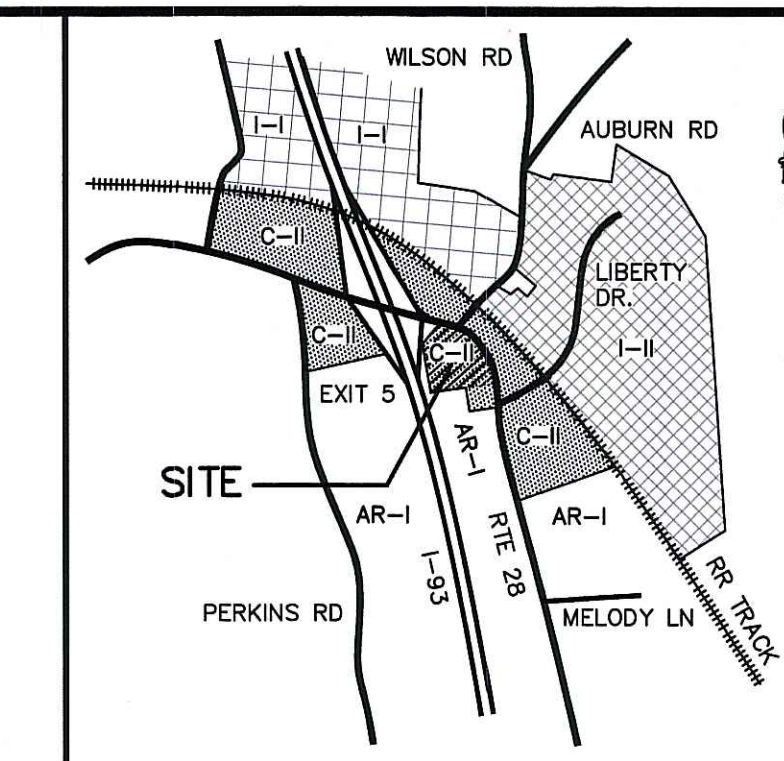 WILSON RD
I-I
I-I
AUBURN RD
C-II
LIBERTY
DR.
C-II
C-II
I-II
EXIT 5
C-II
SITE
AR-I
AR-I
AR-I
I-93
RTE 28
PERKINS RD
MELODY LN
RR TRACK